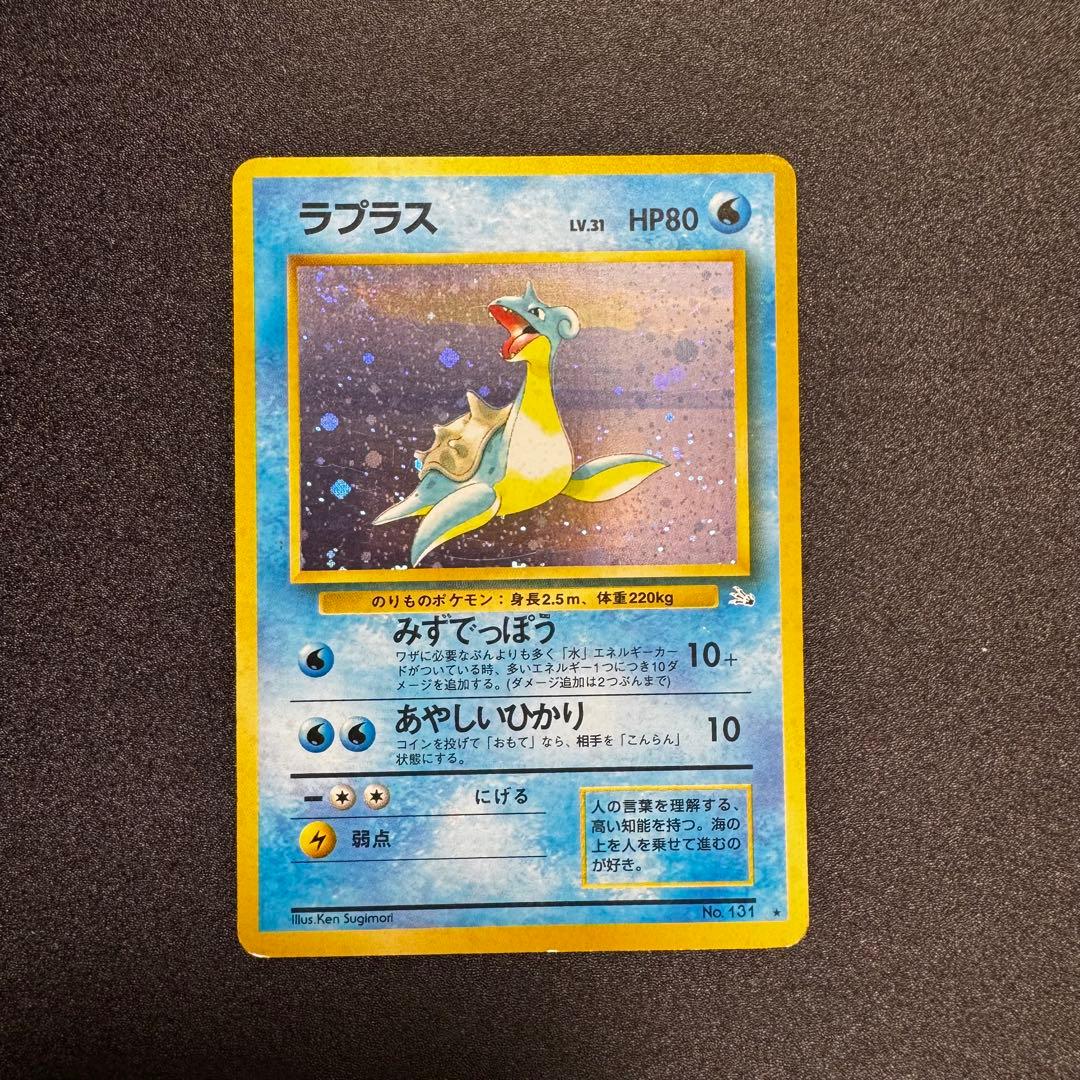 ラプラス LV.31 HP80
のりものポケモン：身長2.5m、体重220kg
みずでっぽう
ワザに必要なぶんよりも多く「水」エネルギーカー
ドがついている時、多いエネルギー1つにつき10ダ
メージを追加する。(ダメージ追加は2つぶんまで)
10+
あやしいひかり
コインを投げて「おもて」なら、相手を「こんらん」
状態にする。
10
にげる
弱点
人の言葉を理解する、
高い知能を持つ。海の
上を人を乗せて進むの
が好き。
Illus.Ken Sugimori
No. 131 ★